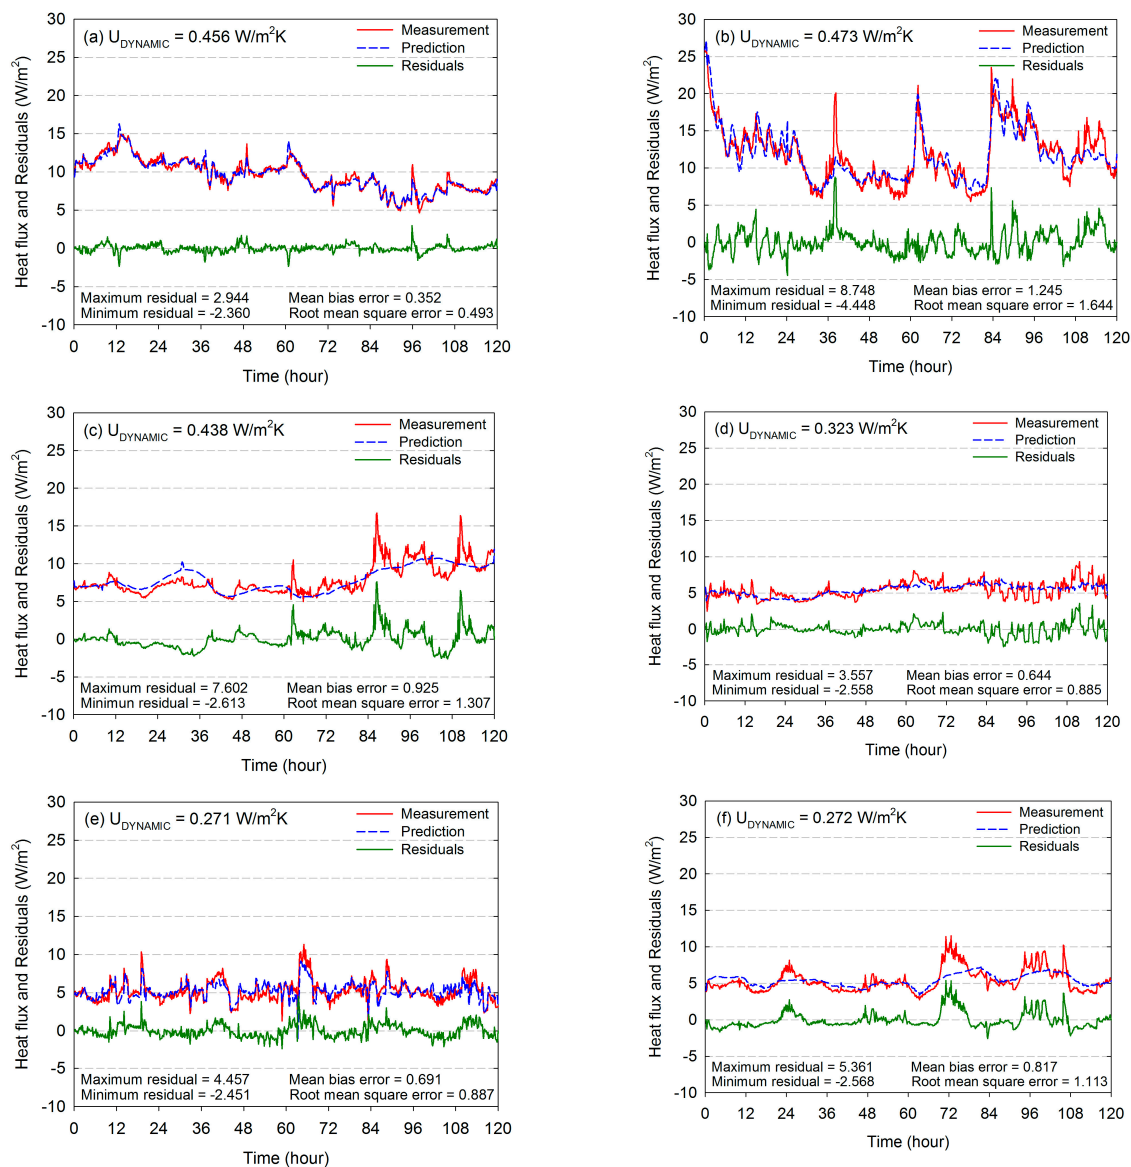 (a) U_DYNAMIC = 0.456 W/m²K
Measurement
Prediction
Residuals
Heat flux and Residuals (W/m²)
30
25
20
15
10
5
0
-5
-10
Maximum residual = 2.944 Mean bias error = 0.352
Minimum residual = -2.360 Root mean square error = 0.493
0 12 24 36 48 60 72 84 96 108 120
Time (hour)
(b) U_DYNAMIC = 0.473 W/m²K
Measurement
Prediction
Residuals
Heat flux and Residuals (W/m²)
30
25
20
15
10
5
0
-5
-10
Maximum residual = 8.748 Mean bias error = 1.245
Minimum residual = -4.448 Root mean square error = 1.644
0 12 24 36 48 60 72 84 96 108 120
Time (hour)
(c) U_DYNAMIC = 0.438 W/m²K
Measurement
Prediction
Residuals
Heat flux and Residuals (W/m²)
30
25
20
15
10
5
0
-5
-10
Maximum residual = 7.602 Mean bias error = 0.925
Minimun residual = -2.613 Root mean square error = 1.307
0 12 24 36 48 60 72 84 96 108 120
Time (hour)
(d) U_DYNAMIC = 0.323 W/m²K
Measurement
Prediction
Residuals
Heat flux and Residuals (W/m²)
30
25
20
15
10
5
0
-5
-10
Maximum residual = 3.557 Mean bias error = 0.644
Minimum residual = -2.558 Root mean square error = 0.885
0 12 24 36 48 60 72 84 96 108 120
Time (hour)
(e) U_DYNAMIC = 0.271 W/m²K
Measurement
Prediction
Residuals
Heat flux and Residuals (W/m²)
30
25
20
15
10
5
0
-5
-10
Maximum residual = 4.457 Mean bias error = 0.691
Minimum residual = -2.451 Root mean square error = 0.887
0 12 24 36 48 60 72 84 96 108 120
Time (hour)
(f) U_DYNAMIC = 0.272 W/m²K
Measurement
Prediction
Residuals
Heat flux and Residuals (W/m²)
30
25
20
15
10
5
0
-5
-10
Maximum residual = 5.361 Mean bias error = 0.817
Minimum residual = -2.568 Root mean square error = 1.113
0 12 24 36 48 60 72 84 96 108 120
Time (hour)